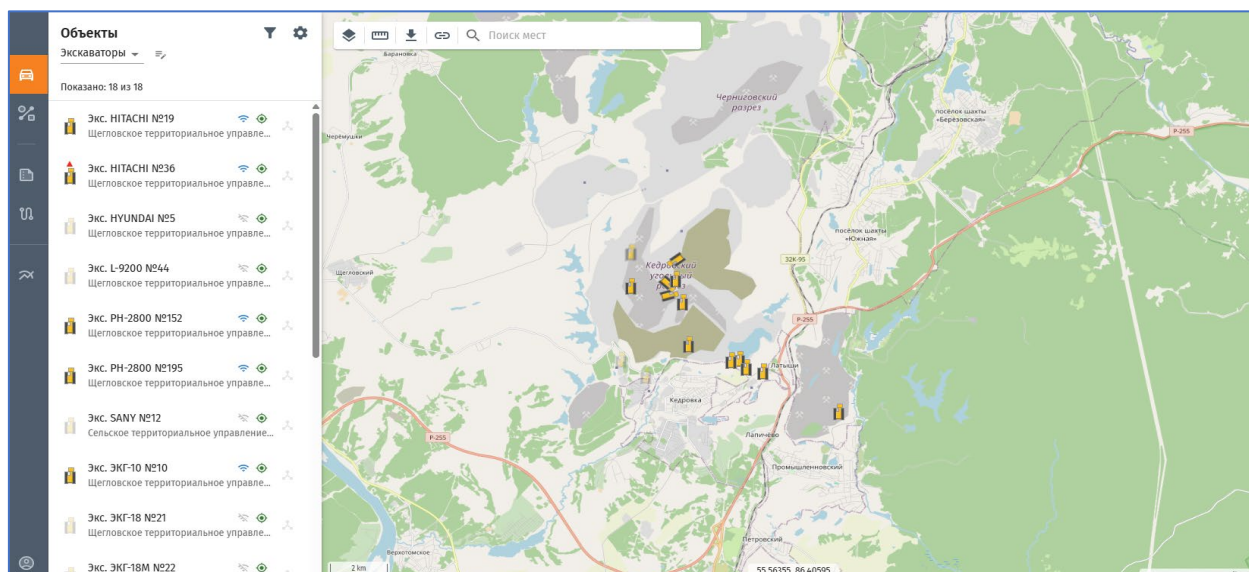 Объекты
Экскаваторы
Показано: 18 из 18
Экс. HITACHI №19
Щегловское территориальное управле...
Экс. HITACHI №36
Щегловское территориальное управле...
Экс. HYUNDAI №5
Щегловское территориальное управле...
Экс. L-9200 №44
Щегловское территориальное управле...
Экс. PH-2800 №152
Щегловское территориальное управле...
Экс. PH-2800 №195
Щегловское территориальное управле...
Экс. SANY №12
Сельское территориальное управление...
Экс. ЭКГ-10 №10
Щегловское территориальное управле...
Экс. ЭКГ-18 №21
Щегловское территориальное управле...
Экс. ЭКГ-18М №22
Поиск мест
Барановка
Черниговский
разрез
посёлок шахты
«Берёзовская»
Р-255
Черёмушки
посёлок шахты
«Южная»
32К-95
Щегловский
Кедровский
угольный
разрез
Р-255
Латыши
Кедровка
Р-255
Лапичево
Промышленновский
Петровский
Верхотомское
2 km
55.56355, 86.40595